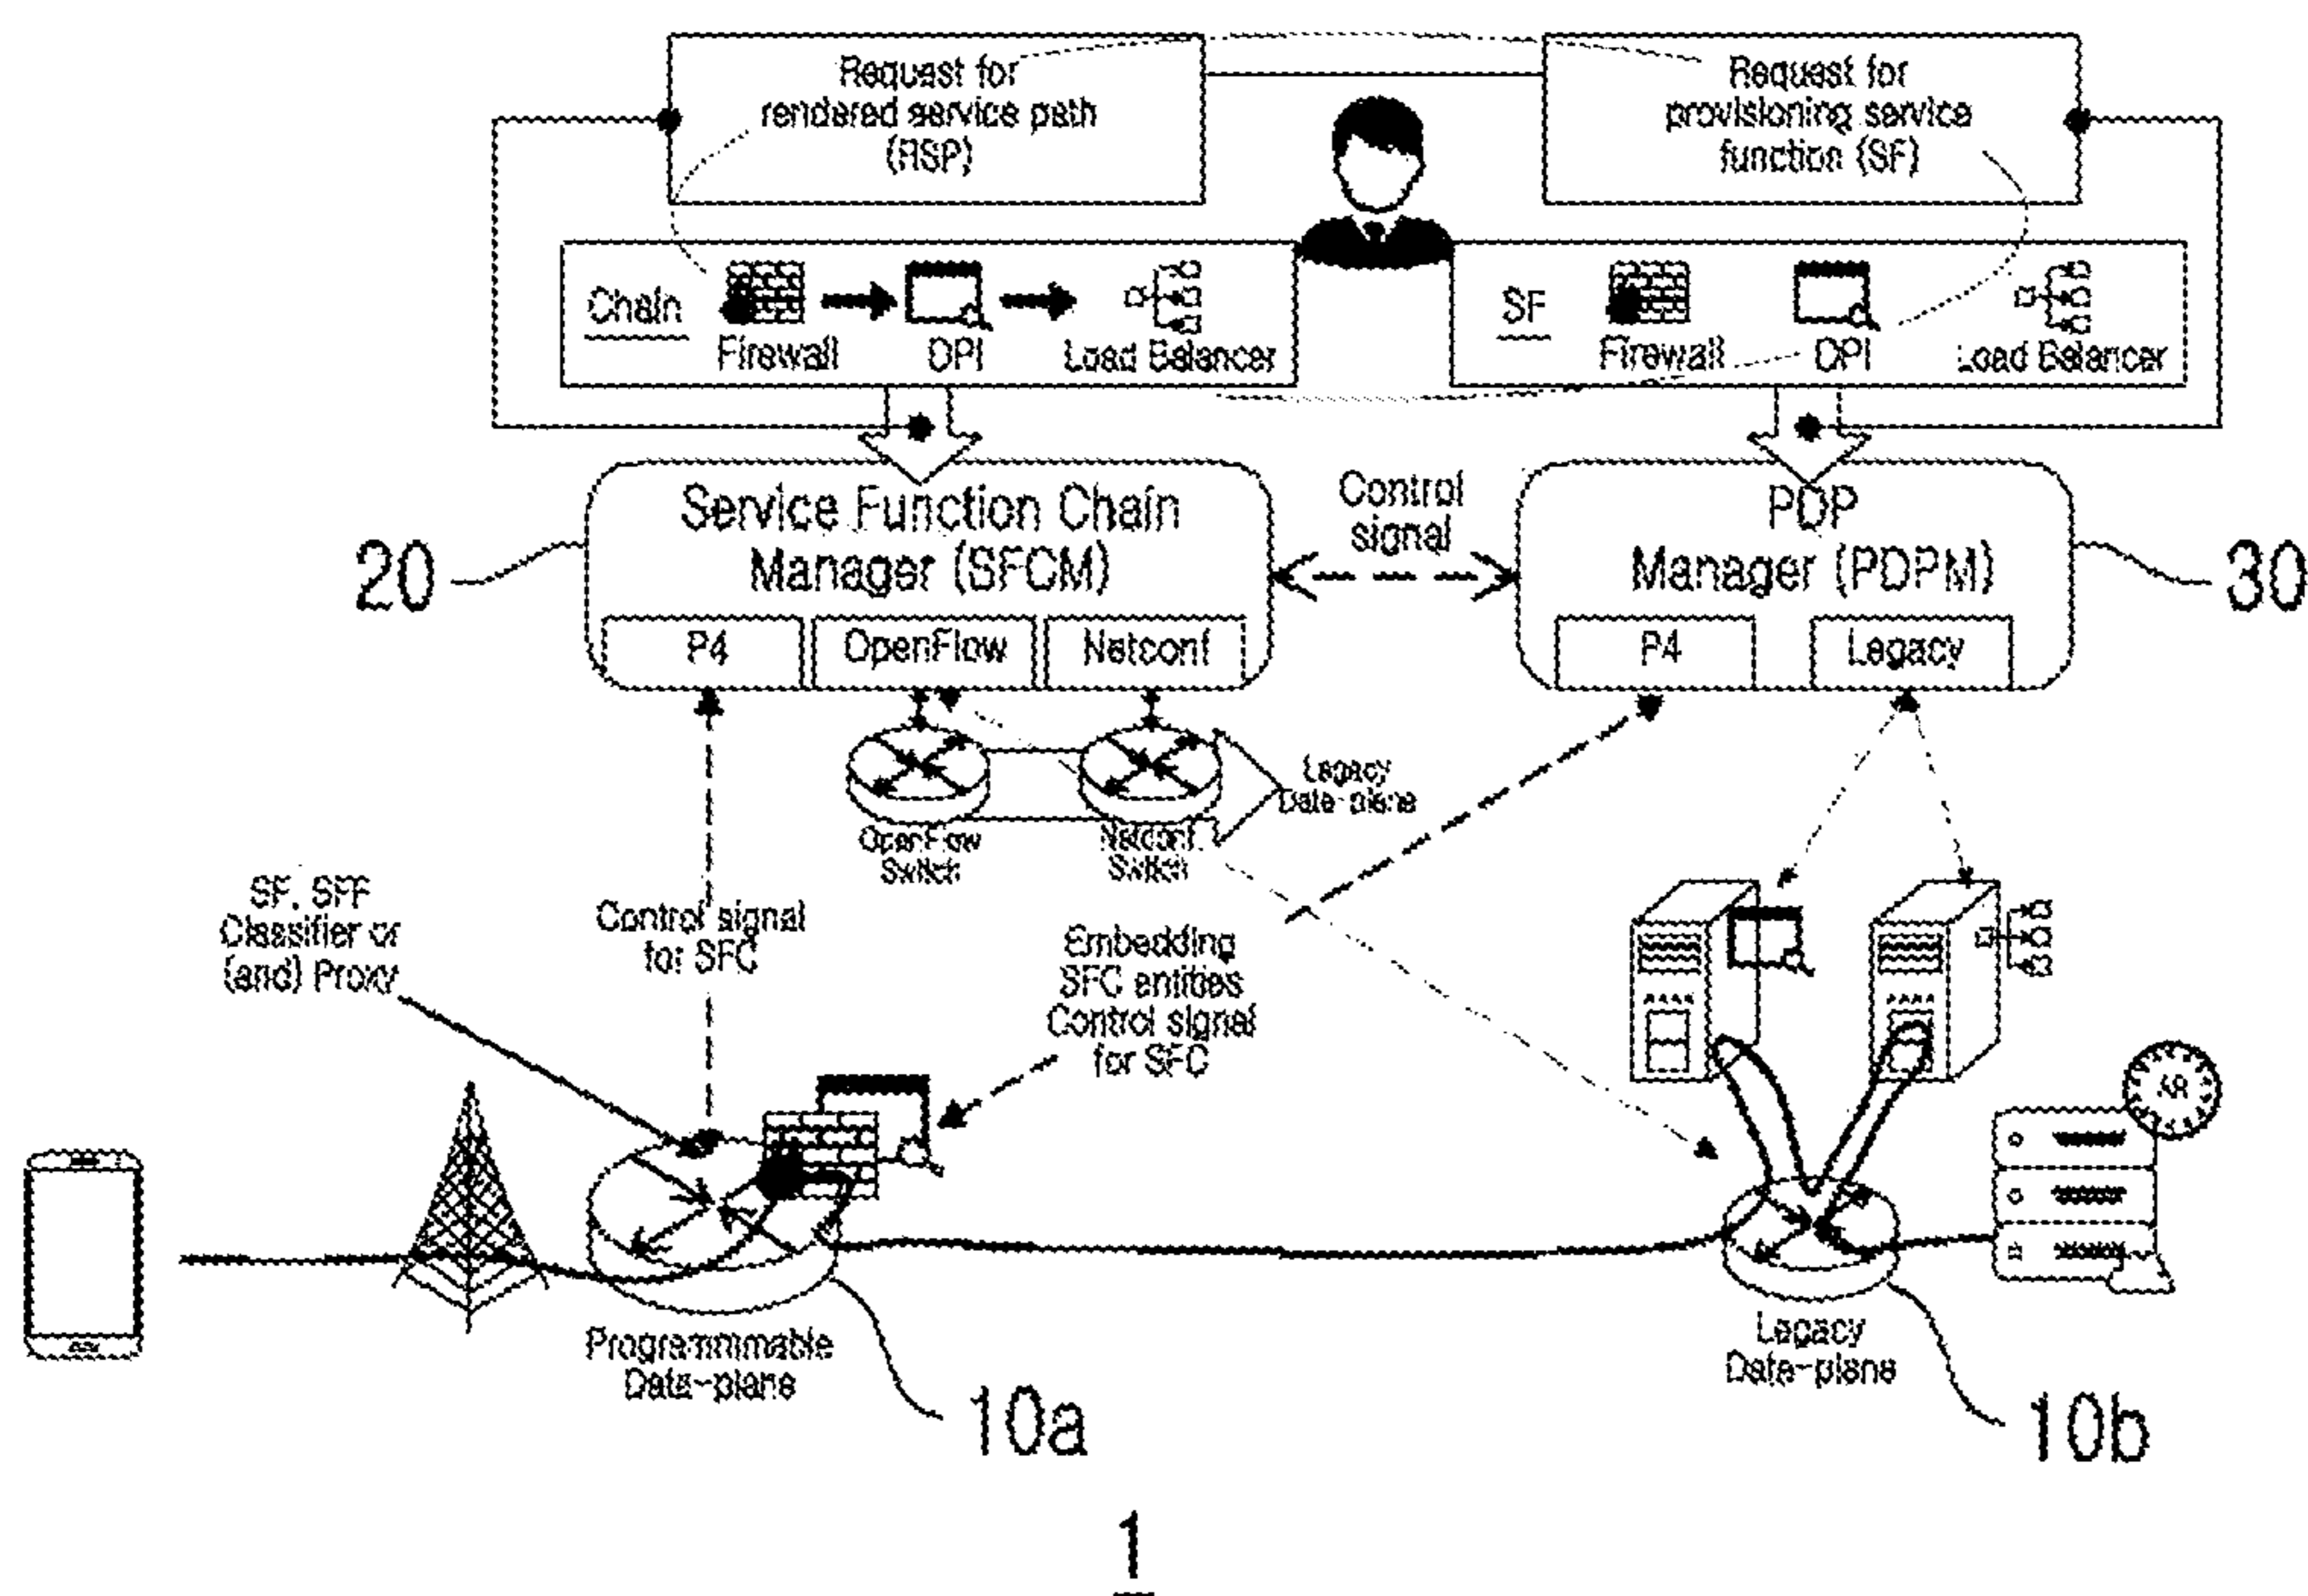 Request for
rendered service path
(RSP)
Request for
provisioning service
function (SF)
Chain
Firewall
DPI
Load Balancer
SF
Firewall
DPI
Load Balancer
Service Function Chain
Manager (SFCM)
20
P4
OpenFlow
Netconf
Control
signal
PDP
Manager (PDPM)
30
P4
Legacy
OpenFlow
Switch
Netconf
Switch
Legacy
Date-plane
SF, SFF
Classifier or
(and) Proxy
Control signal
for SFC
Embedding
SFC entities
Control signal
for SFC
Programmable
Data-plane
10a
Legacy
Date-plane
10b
1